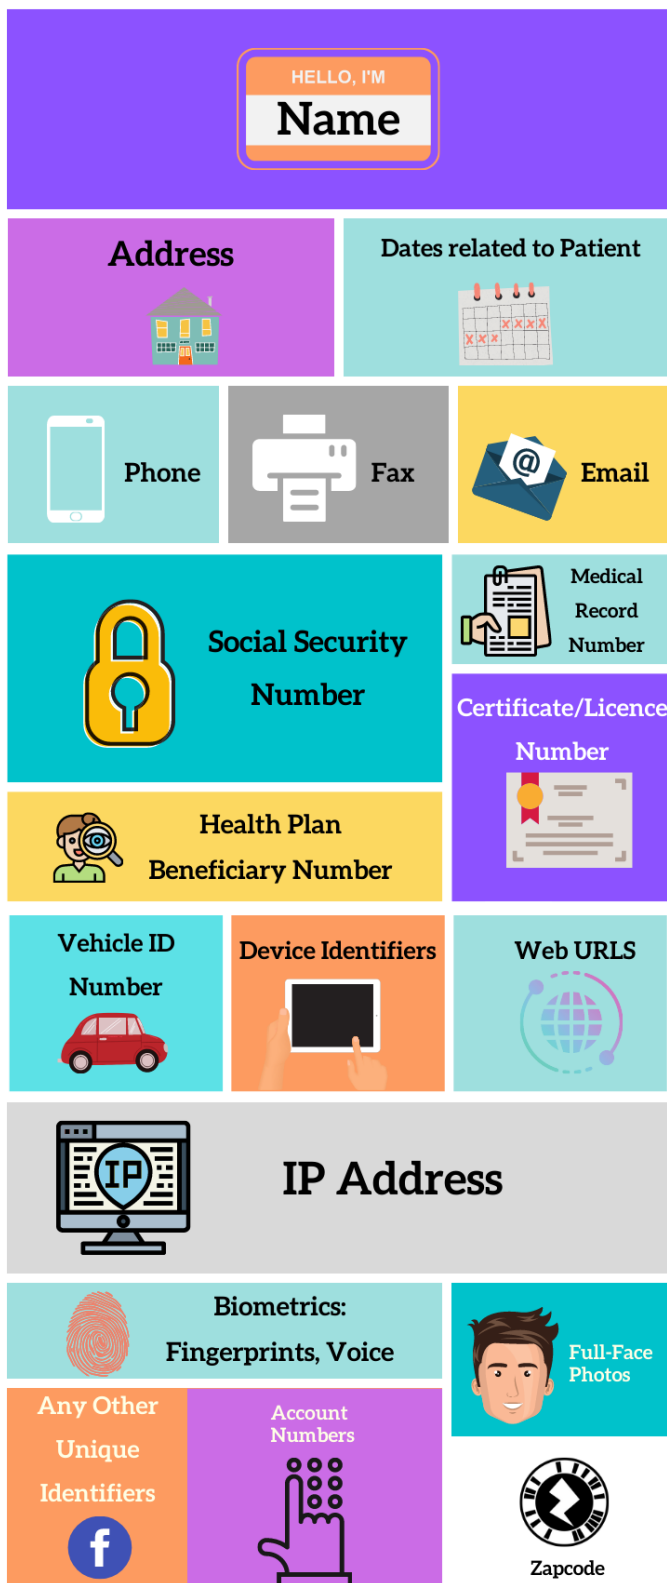 HELLO, I'M
Name
Address
Dates related to Patient
Phone
Fax
@
Email
Social Security
Number
Medical
Record
Number
Certificate/Licence
Number
Health Plan
Beneficiary Number
Vehicle ID
Number
Device Identifiers
Web URLS
IP
IP Address
Biometrics:
Fingerprints, Voice
Full-Face
Photos
Any Other
Unique
Identifiers
f
Account
Numbers
Zapcode